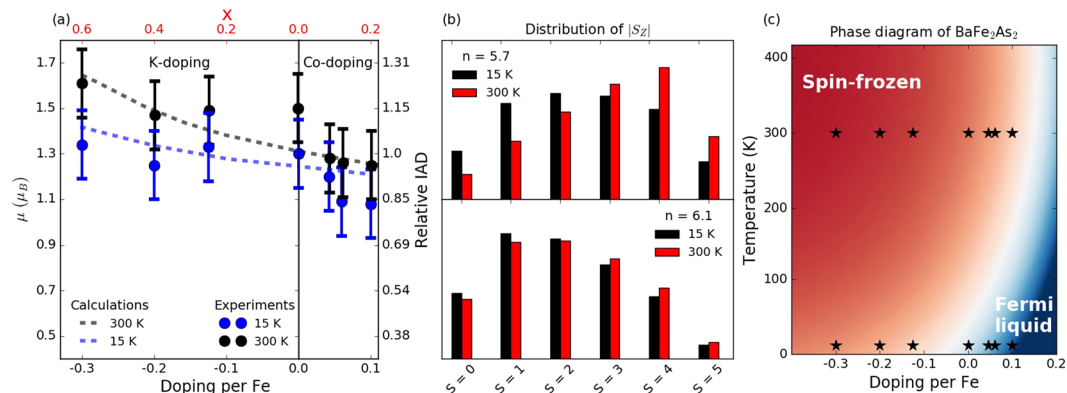 (a)
x
0.6 0.4 0.2 0.0 0.2
K-doping Co-doping
1.7
1.5
1.3
1.1
1.3
0.9
0.7
0.5
μ (μB)
1.31
1.15
1.0
0.85
0.69
0.54
0.38
Relative IAD
Calculations
300 K
15 K
Experiments
15 K
300 K
-0.3 -0.2 -0.1 0.0 0.1
Doping per Fe
(b)
Distribution of |SZ|
n = 5.7
15 K
300 K
n = 6.1
15 K
300 K
S = 0 S = 1 S = 2 S = 3 S = 4 S = 5
(c)
Phase diagram of BaFe2As2
Spin-frozen
Fermi
liquid
400
300
200
100
0
Temperature (K)
-0.3 -0.2 -0.1 0.0 0.1 0.2
Doping per Fe